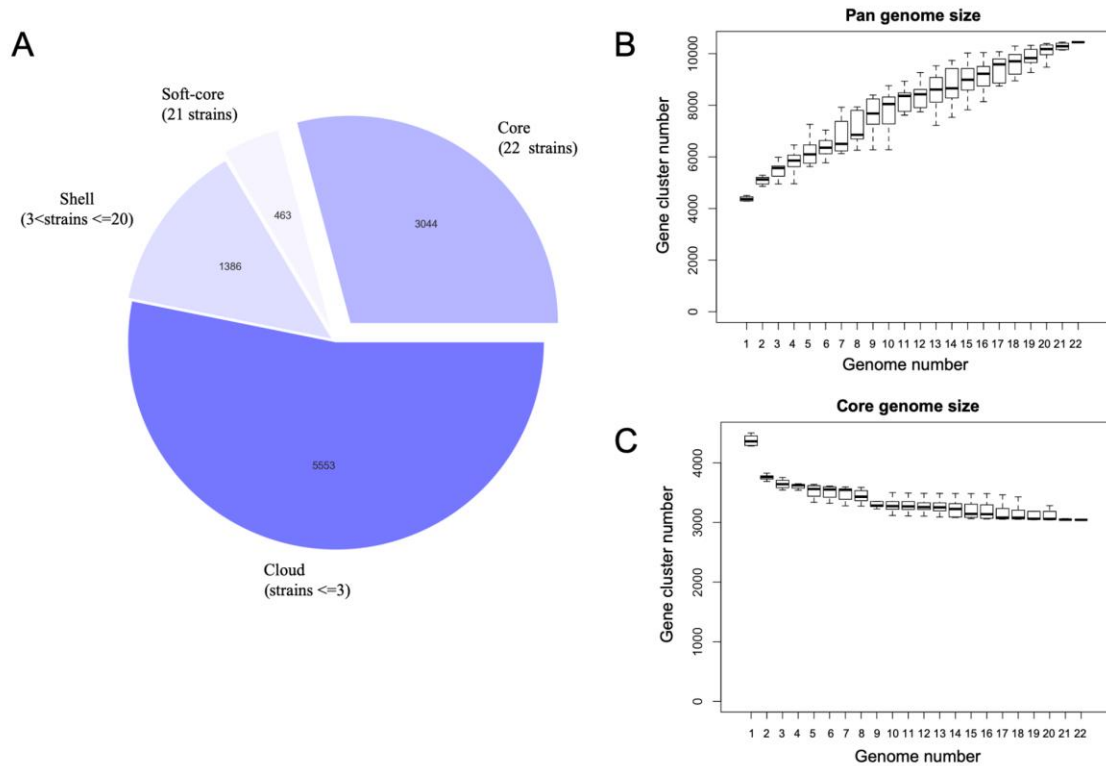 A
Soft-core
(21 strains)
Core
(22 strains)
Shell
(3<strains <=20)
463
3044
1386
5553
Cloud
(strains <=3)
B
Pan genome size
Gene cluster number
0
2000
4000
6000
8000
10000
1 2 3 4 5 6 7 8 9 10 11 12 13 14 15 16 17 18 19 20 21 22
Genome number
C
Core genome size
Gene cluster number
0
1000
2000
3000
4000
1 2 3 4 5 6 7 8 9 10 11 12 13 14 15 16 17 18 19 20 21 22
Genome number